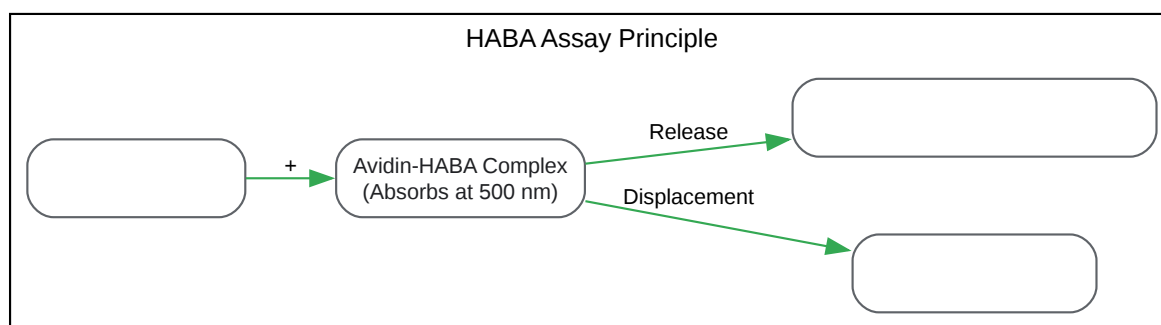 HABA Assay Principle
+
Avidin-HABA Complex
(Absorbs at 500 nm)
Release
Displacement